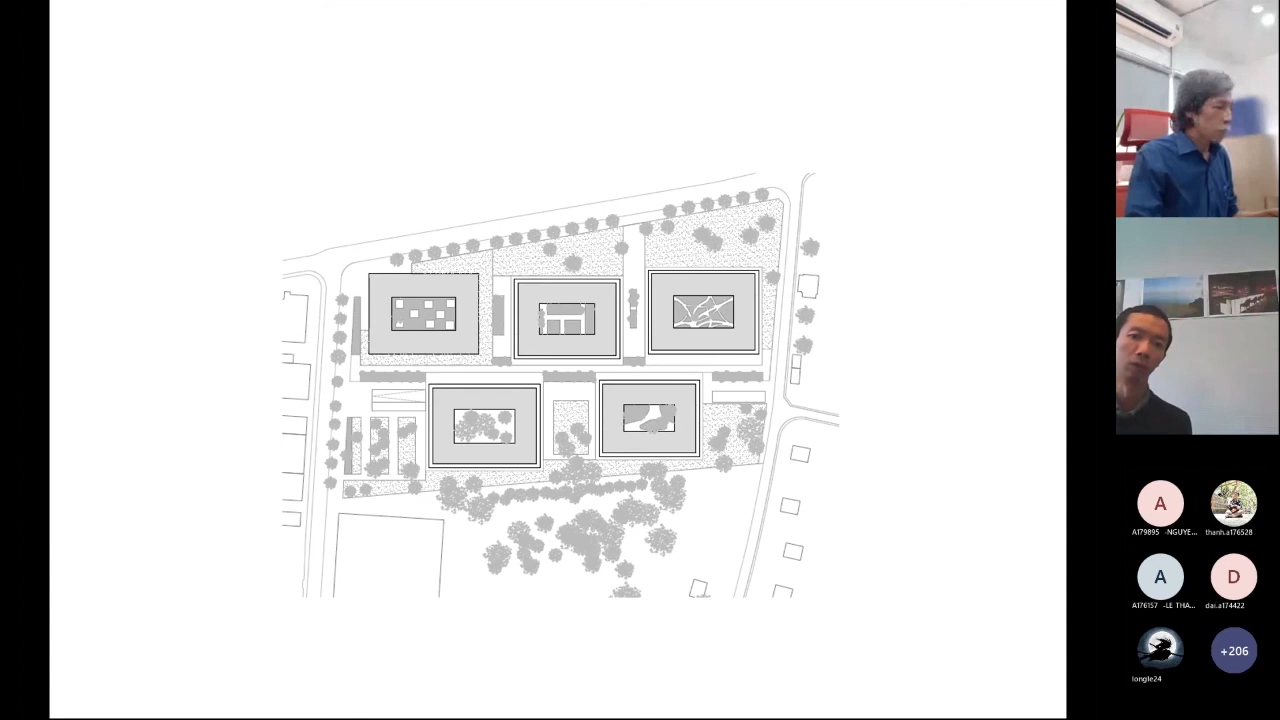 A
A179895 -NGUYE...
thanh.a176528
A
A176157 -LE THA...
D
dai.a174422
longle24
+206